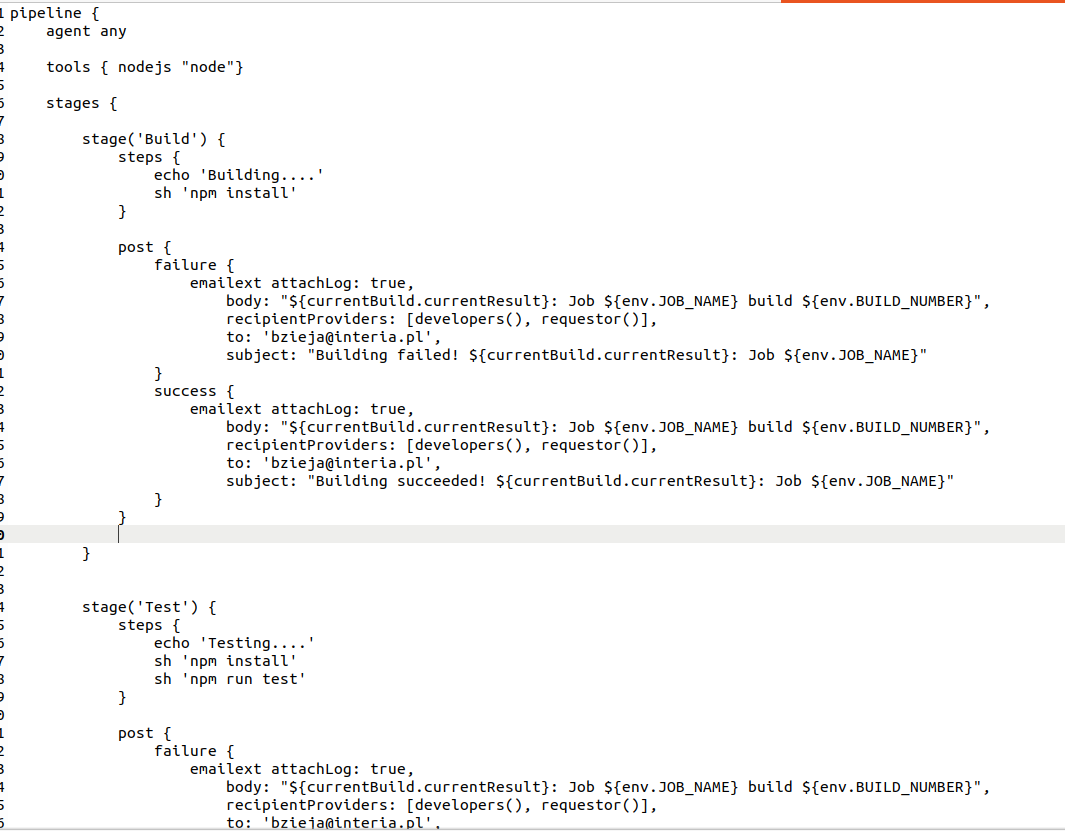 1 pipeline {
2     agent any
3
4     tools { nodejs "node"}
5
6     stages {
7
8         stage('Build') {
9             steps {
0                 echo 'Building....'
1                 sh 'npm install'
2             }
3
4             post {
5                 failure {
6                     emailext attachLog: true,
7                         body: "${currentBuild.currentResult}: Job ${env.JOB_NAME} build ${env.BUILD_NUMBER}",
8                         recipientProviders: [developers(), requestor()],
9                         to: 'bzieja@interia.pl',
0                         subject: "Building failed! ${currentBuild.currentResult}: Job ${env.JOB_NAME}"
1                 }
2                 success {
3                     emailext attachLog: true,
4                         body: "${currentBuild.currentResult}: Job ${env.JOB_NAME} build ${env.BUILD_NUMBER}",
5                         recipientProviders: [developers(), requestor()],
6                         to: 'bzieja@interia.pl',
7                         subject: "Building succeeded! ${currentBuild.currentResult}: Job ${env.JOB_NAME}"
8                 }
9             }
0
1         }
2
3
4         stage('Test') {
5             steps {
6                 echo 'Testing....'
7                 sh 'npm install'
8                 sh 'npm run test'
9             }
0
1             post {
2                 failure {
3                     emailext attachLog: true,
4                         body: "${currentBuild.currentResult}: Job ${env.JOB_NAME} build ${env.BUILD_NUMBER}",
5                         recipientProviders: [developers(), requestor()],
6                         to: 'bzieja@interia.pl',